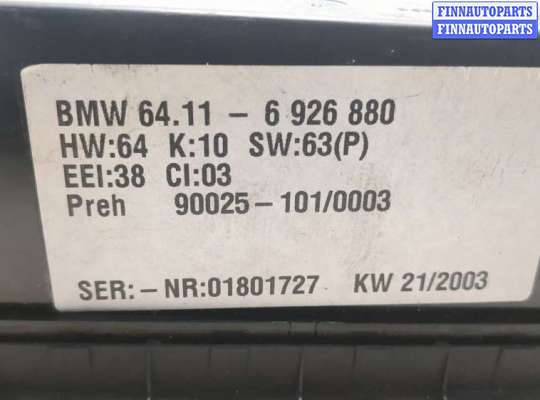 FINNAUTOPARTS
FINNAUTOPARTS
BMW 64.11 - 6 926 880
HW:64 K:10 SW:63(P)
EEI:38 CI:03
Preh 90025-101/0003
SER:-NR:01801727 KW 21/2003